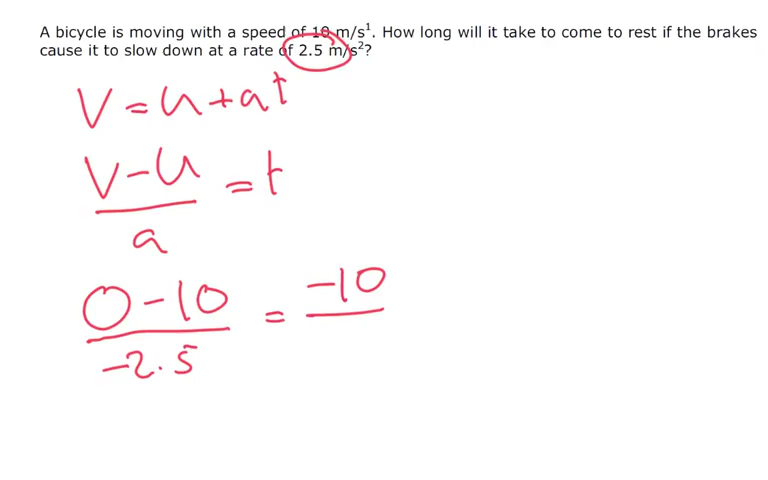 A bicycle is moving with a speed of 10 m/s¹. How long will it take to come to rest if the brakes
cause it to slow down at a rate of 2.5 m/s²?
V = u + at
V - u / a = t
0 - 10 / -2.5 = -10